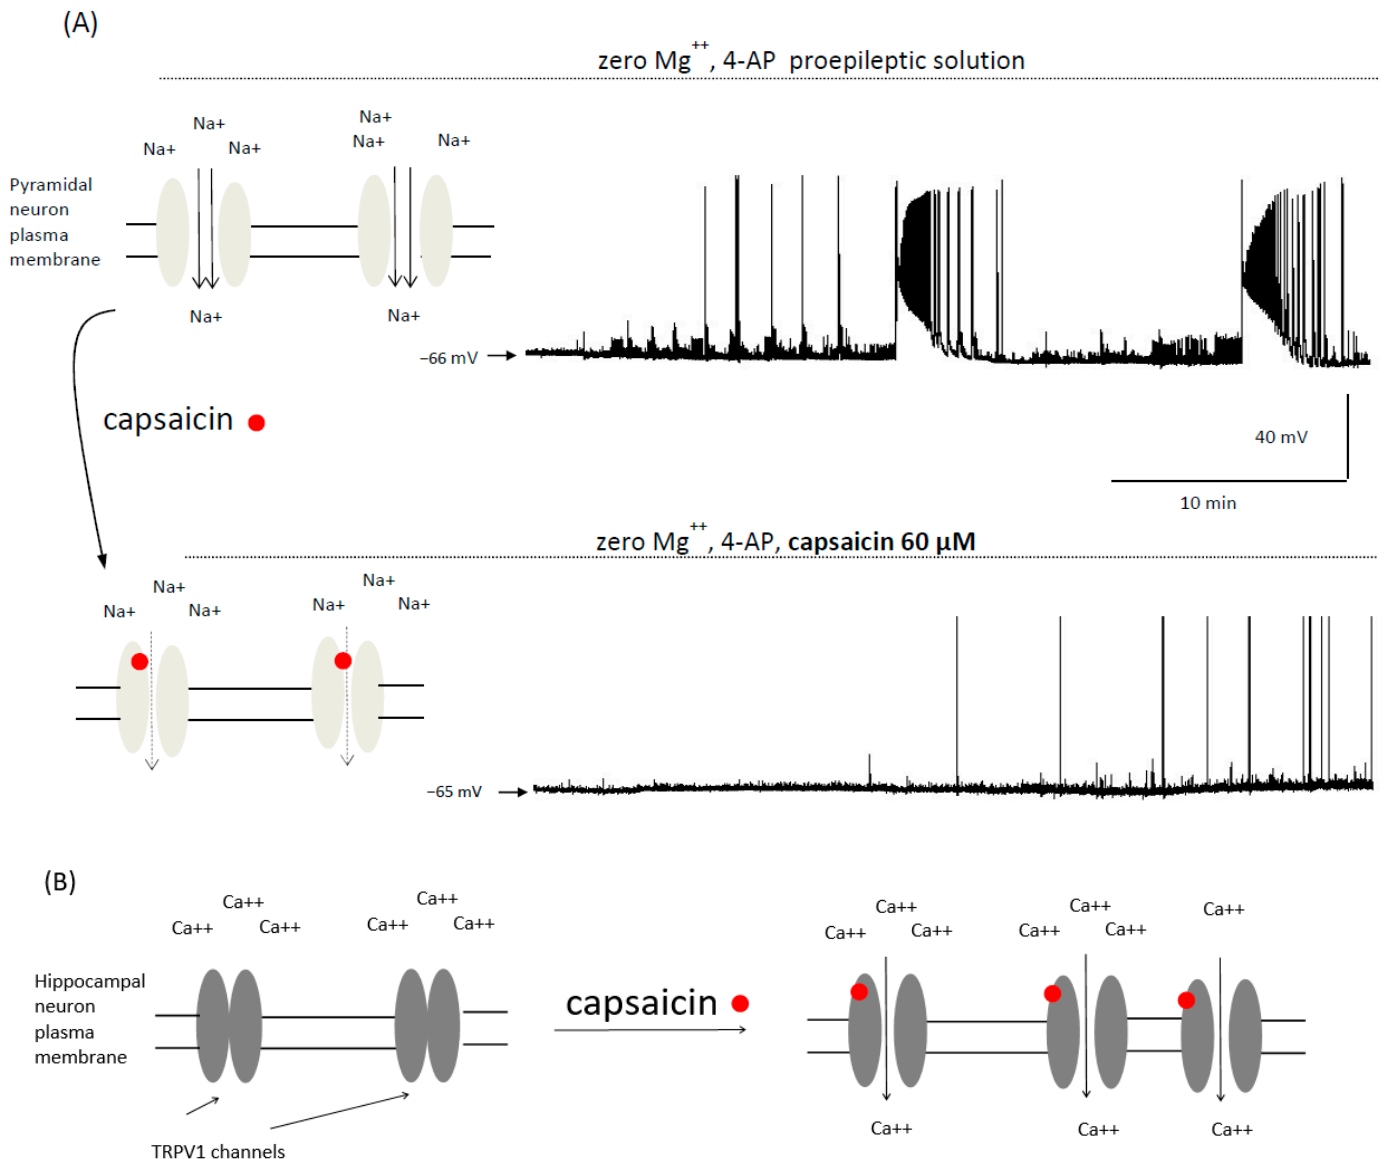 (A)
zero Mg++, 4-AP proepileptic solution
Na+
Na+
Na+
Na+
Na+
Na+
Pyramidal
neuron
plasma
membrane
Na+
Na+
−66 mV
capsaicin
40 mV
10 min
zero Mg++, 4-AP, capsaicin 60 µM
Na+
Na+
Na+
Na+
Na+
Na+
−65 mV
(B)
Ca++
Ca++
Ca++
Ca++
Ca++
Ca++
Hippocampal
neuron
plasma
membrane
TRPV1 channels
capsaicin
Ca++
Ca++
Ca++
Ca++
Ca++
Ca++
Ca++
Ca++
Ca++
Ca++